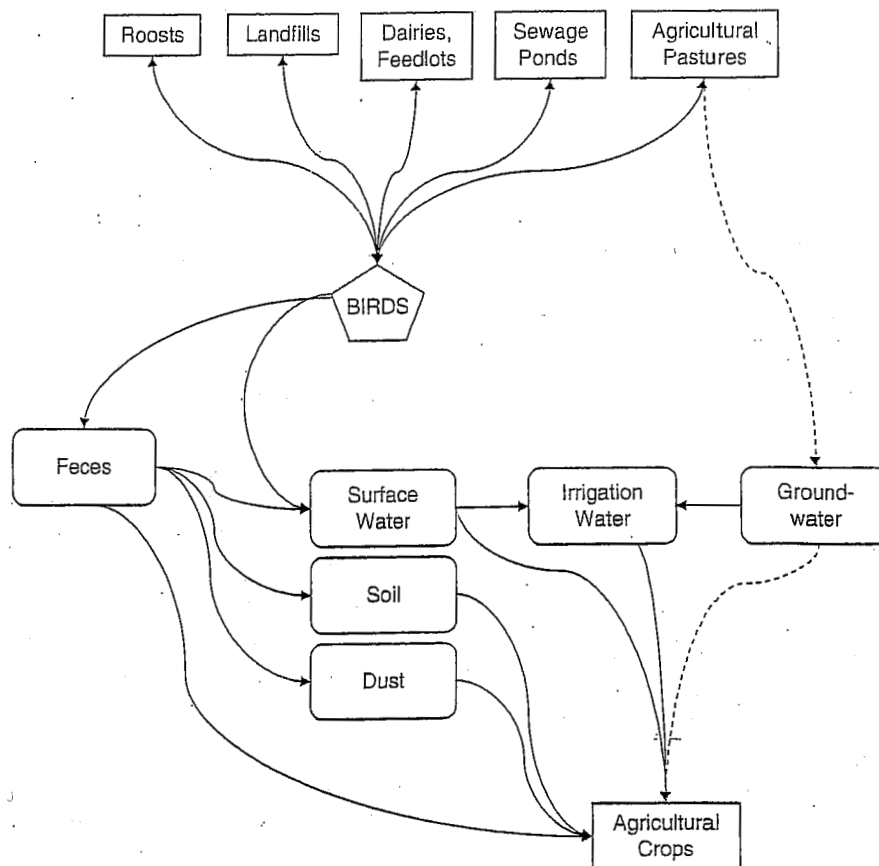 Roosts
Landfills
Dairies,
Feedlots
Sewage
Ponds
Agricultural
Pastures
BIRDS
Feces
Surface
Water
Irrigation
Water
Ground-
water
Soil
Dust
Agricultural
Crops